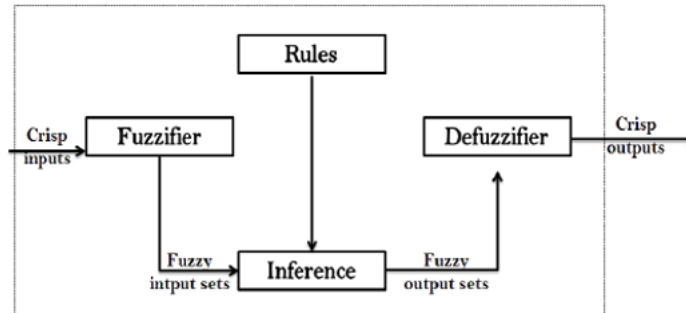 Rules
Crisp
inputs
Fuzzifier
Defuzzifier
Crisp
outputs
Fuzzy
intput sets
Inference
Fuzzy
output sets